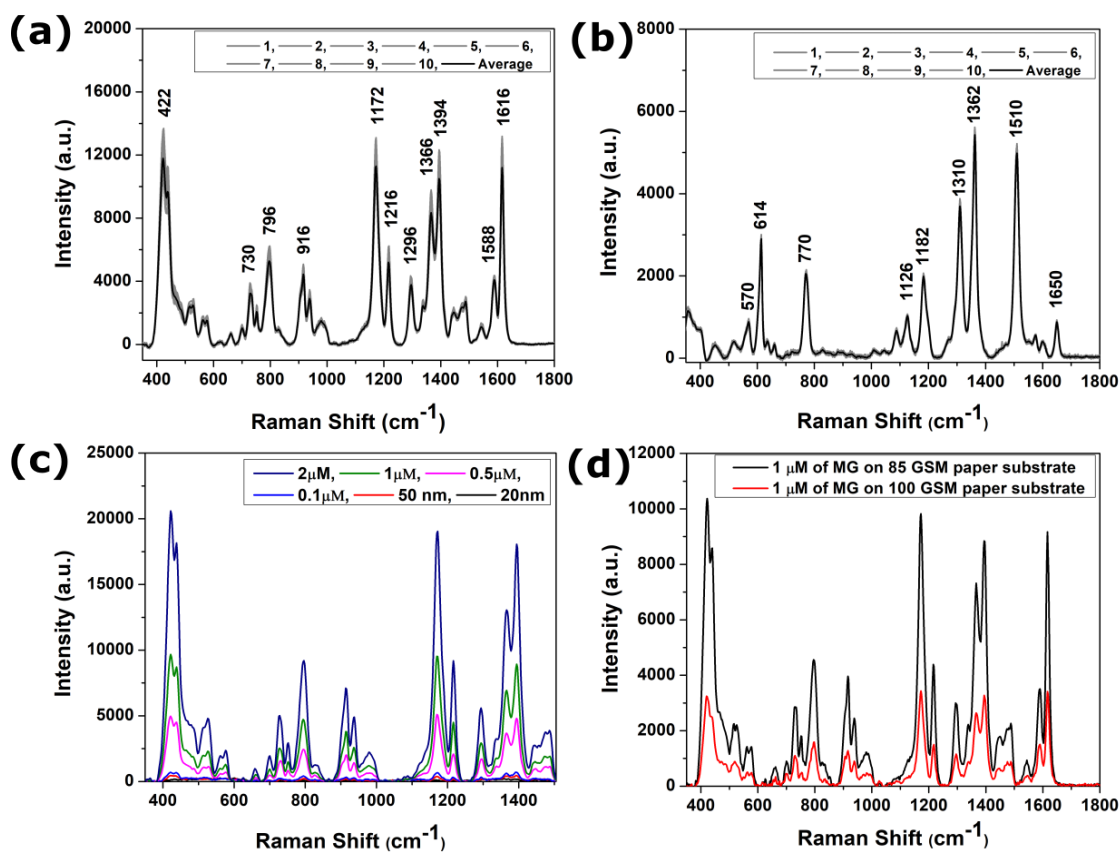 (a)
1, 2, 3, 4, 5, 6,
7, 8, 9, 10, Average
422
1172
1394
1616
1366
1216
796
730
916
1296
1588
20000
16000
12000
8000
4000
0
Intensity (a.u.)
400 600 800 1000 1200 1400 1600 1800
Raman Shift (cm-1)
(b)
1, 2, 3, 4, 5, 6,
7, 8, 9, 10, Average
1362
1510
1310
614
770
1182
1126
570
1650
8000
6000
4000
2000
0
Intensity (a.u.)
400 600 800 1000 1200 1400 1600 1800
Raman Shift (cm-1)
(c)
2μM, 1μM, 0.5μM,
0.1μM, 50 nm, 20nm
25000
20000
15000
10000
5000
0
Intensity (a.u.)
400 600 800 1000 1200 1400
Raman Shift (cm-1)
(d)
1 μM of MG on 85 GSM paper substrate
1 μM of MG on 100 GSM paper substrate
12000
10000
8000
6000
4000
2000
0
Intensity (a.u.)
400 600 800 1000 1200 1400 1600 1800
Raman Shift (cm-1)